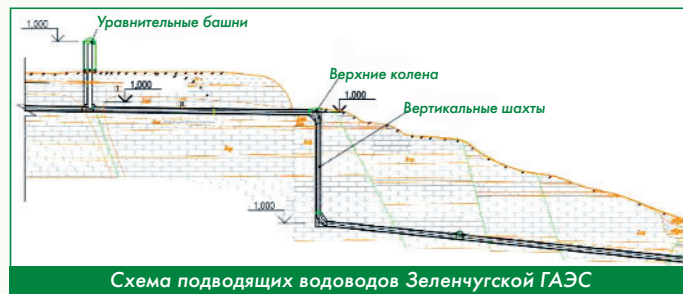 Уравнительные башни
1,000
Верхние колена
1,000
1,000
Вертикальные шахты
1,000
Схема подводящих водоводов Зеленчугской ГАЭС